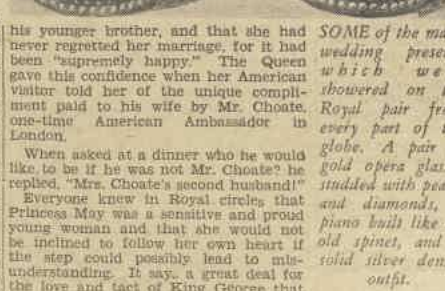 his younger brother, and that she had
never regretted her marriage, for it had
been "supremely happy." The Queen
gave this confidence when her American
visitor told her of the unique compli-
ment paid to his wife by Mr. Choate,
one-time American Ambassador in
London.
When asked at a dinner who he would
like to be if he was not Mr. Choate? he
replied, "Mrs. Choate's second husband!"
Everyone knew in Royal circles that
Princess May was a sensitive and proud
young woman and that she would not
be inclined to follow her own heart if
the step could possibly lead to mis-
understanding. It say. a great deal for
the love and tact of King George that
SOME of the ma
wedding presen
which we
showered on
Royal pair fr
every part of
globe. A pair
gold opera glas
studded with pea
and diamonds,
piano built like
old spinet, and
solid silver den
outfit.